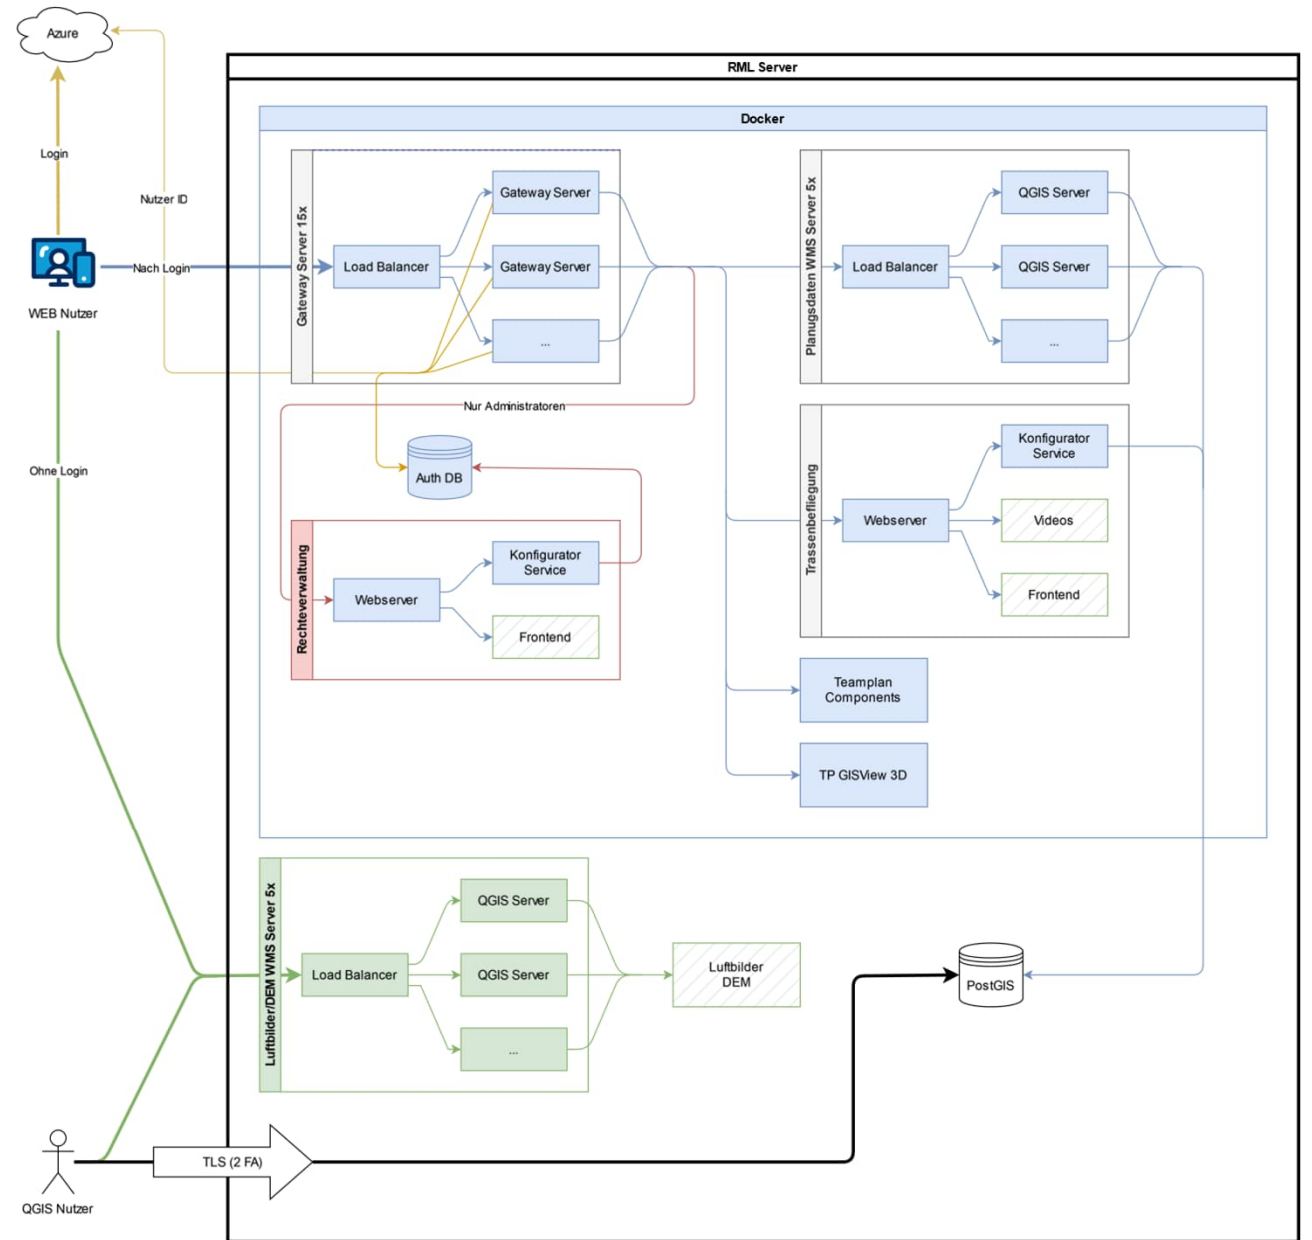 Azure
RML Server
Docker
Login
Nutzer ID
Nach Login
WEB Nutzer
Ohne Login
Gateway Server 15x
Load Balancer
Gateway Server
Gateway Server
...
Planugsdaten WMS Server 5x
Load Balancer
QGIS Server
QGIS Server
...
Nur Administratoren
Auth DB
Rechteverwaltung
Webserver
Konfigurator
Service
Frontend
Trassenbefliegung
Webserver
Konfigurator
Service
Videos
Frontend
Teamplan
Components
TP GISView 3D
Luftbilder/DEM WMS Server 5x
Load Balancer
QGIS Server
QGIS Server
...
Luftbilder
DEM
PostGIS
TLS (2 FA)
QGIS Nutzer